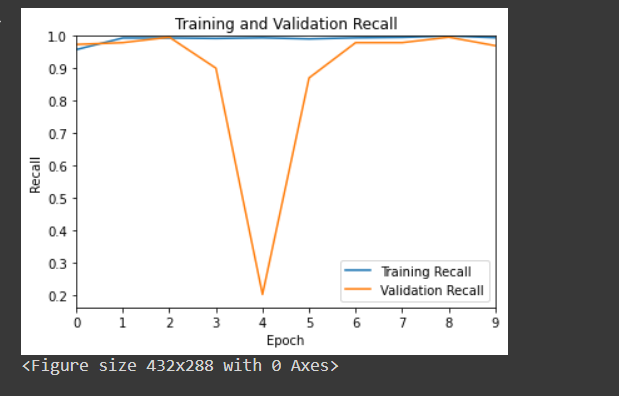 Training and Validation Recall
1.0
0.9
0.8
0.7
0.6
0.5
0.4
0.3
0.2
Recall
Training Recall
Validation Recall
0 1 2 3 4 5 6 7 8 9
Epoch
<Figure size 432x288 with 0 Axes>